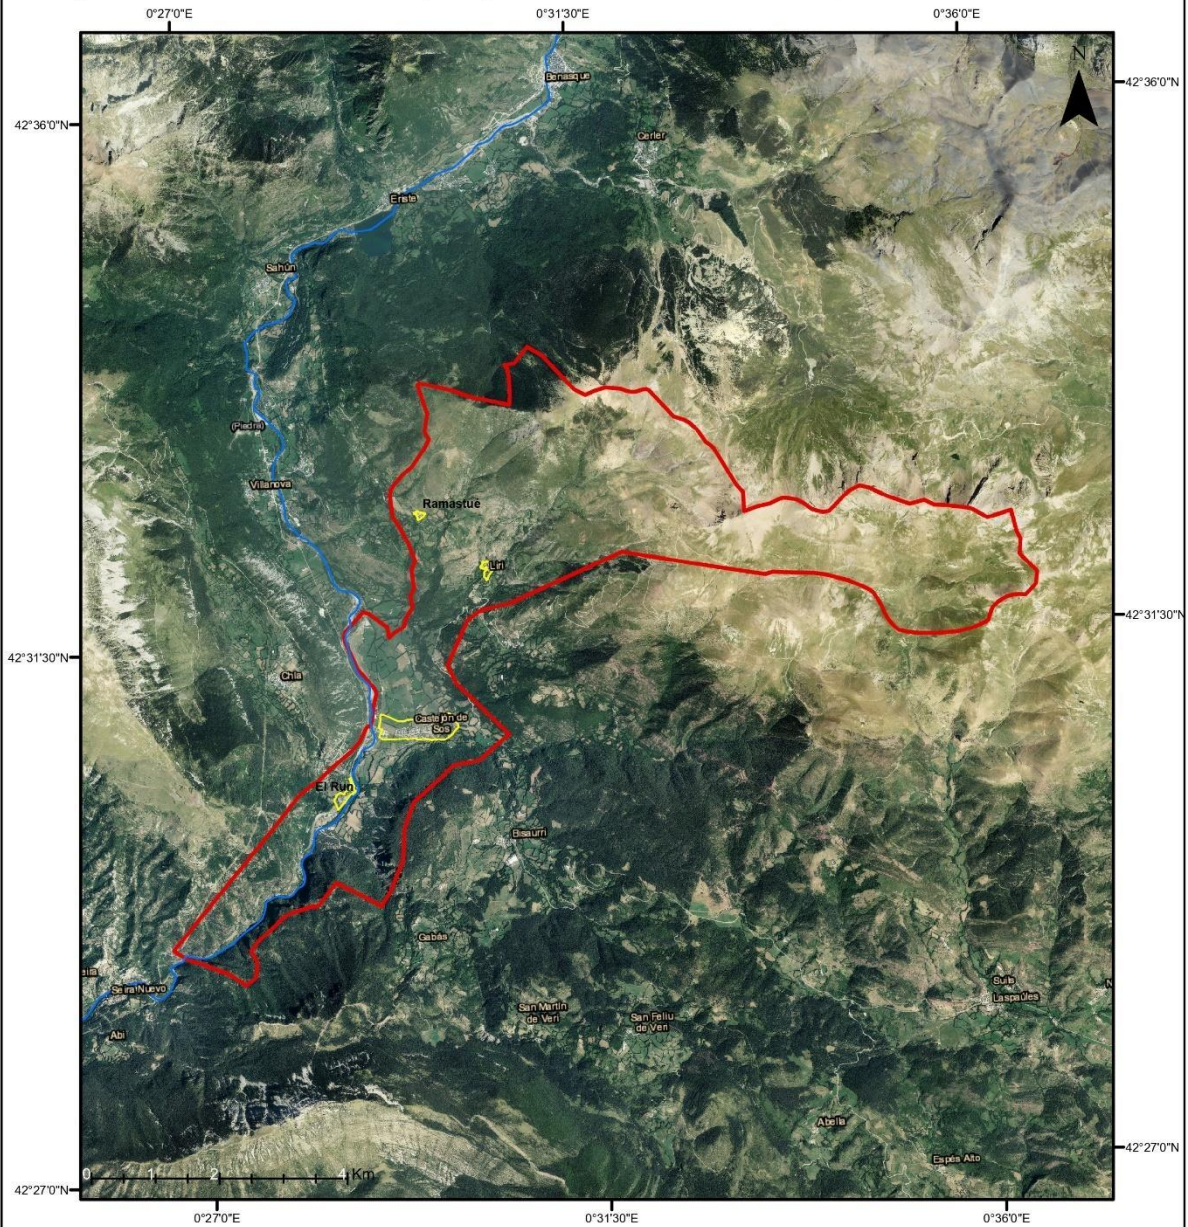 0°27'0"E
0°31'30"E
0°36'0"E
N
42°36'0"N
42°36'0"N
Benasque
Cerler
Eriste
Sahún
(Piedra)
Villanova
Ramastué
Liri
42°31'30"N
42°31'30"N
Chía
Castejón de
Sos
El Run
Bisaurri
Gabás
eira
Seira\Nuevo
Suils
Laspaúles
N
San Martín
de Veri
San Feliu
de Veri
Abi
Abella
Espés Alto
42°27'0"N
0 1 2 4 Km
42°27'0"N
0°27'0"E
0°31'30"E
0°36'0"E